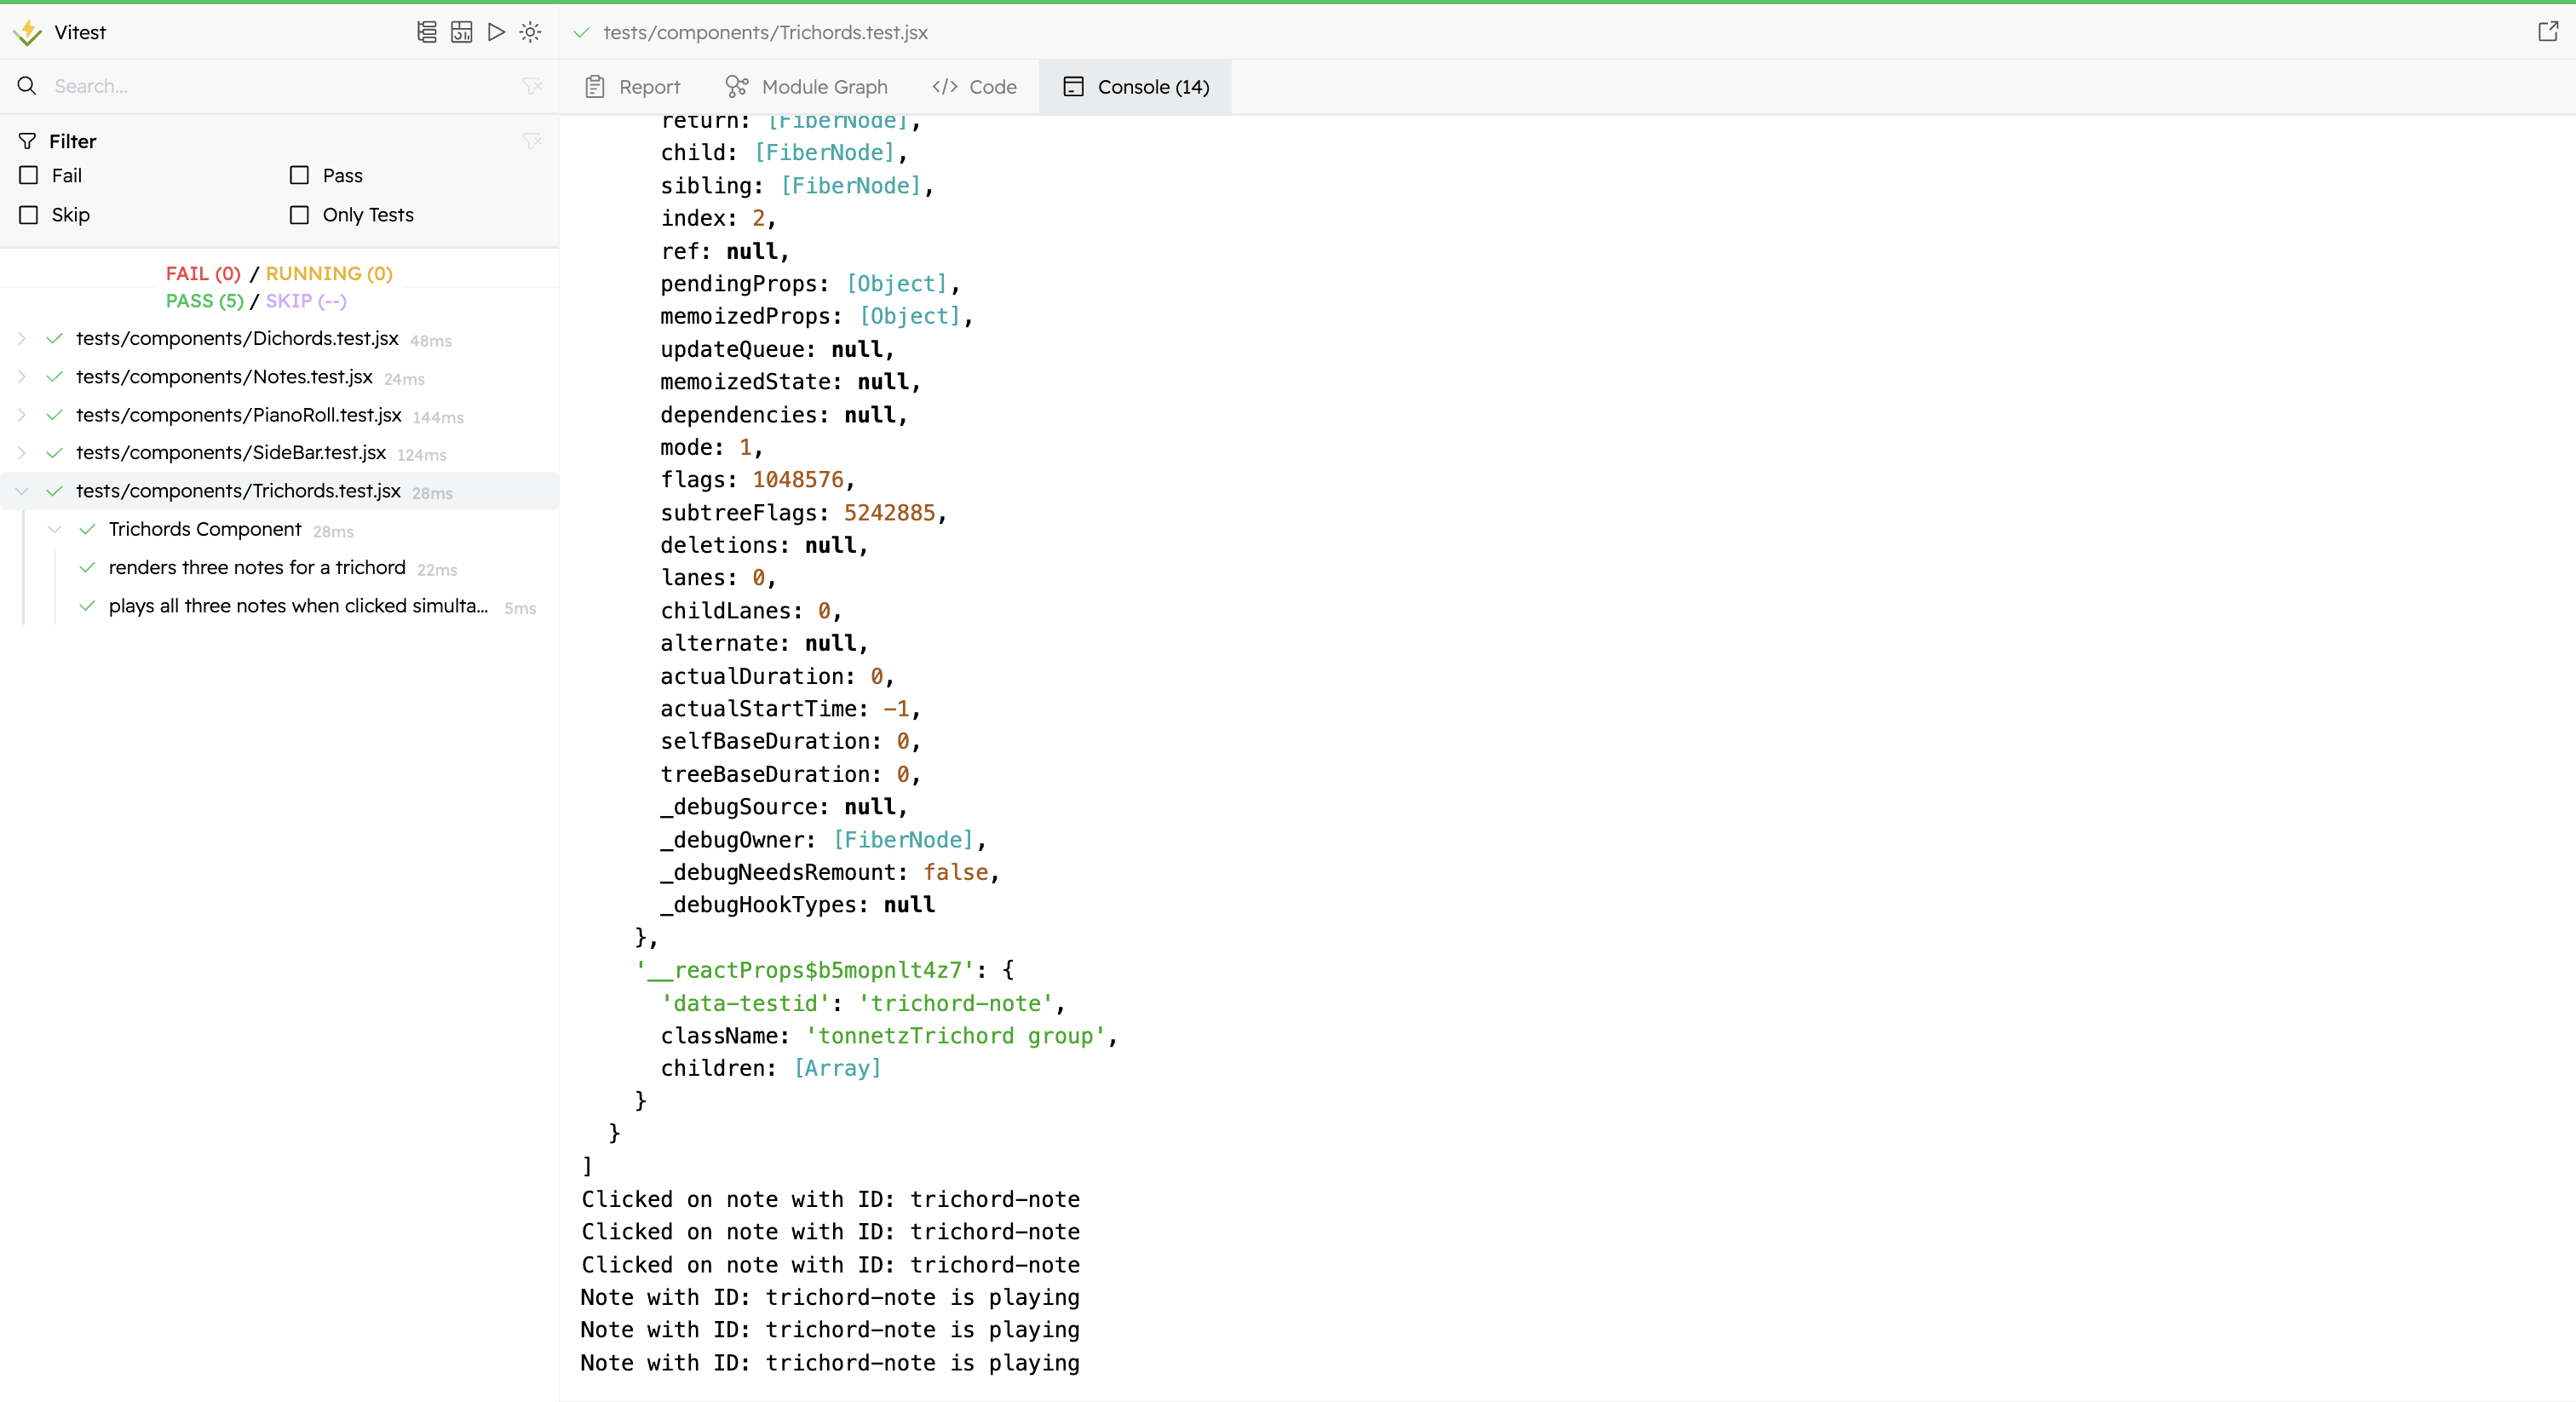 Vitest
Search...
Filter
Fail
Pass
Skip
Only Tests
FAIL (0) / RUNNING (0)
PASS (5) / SKIP (--)
tests/components/Dichords.test.jsx 48ms
tests/components/Notes.test.jsx 24ms
tests/components/PianoRoll.test.jsx 144ms
tests/components/SideBar.test.jsx 124ms
tests/components/Trichords.test.jsx 28ms
Trichords Component 28ms
renders three notes for a trichord 22ms
plays all three notes when clicked simulta... 5ms
tests/components/Trichords.test.jsx
Report
Module Graph
Code
Console (14)
return: [FiberNode],
child: [FiberNode],
sibling: [FiberNode],
index: 2,
ref: null,
pendingProps: [Object],
memoizedProps: [Object],
updateQueue: null,
memoizedState: null,
dependencies: null,
mode: 1,
flags: 1048576,
subtreeFlags: 5242885,
deletions: null,
lanes: 0,
childLanes: 0,
alternate: null,
actualDuration: 0,
actualStartTime: -1,
selfBaseDuration: 0,
treeBaseDuration: 0,
_debugSource: null,
_debugOwner: [FiberNode],
_debugNeedsRemount: false,
_debugHookTypes: null
},
'__reactProps$b5mopnlt4z7': {
'data-testid': 'trichord-note',
className: 'tonnetzTrichord group',
children: [Array]
}
}
]
Clicked on note with ID: trichord-note
Clicked on note with ID: trichord-note
Clicked on note with ID: trichord-note
Note with ID: trichord-note is playing
Note with ID: trichord-note is playing
Note with ID: trichord-note is playing